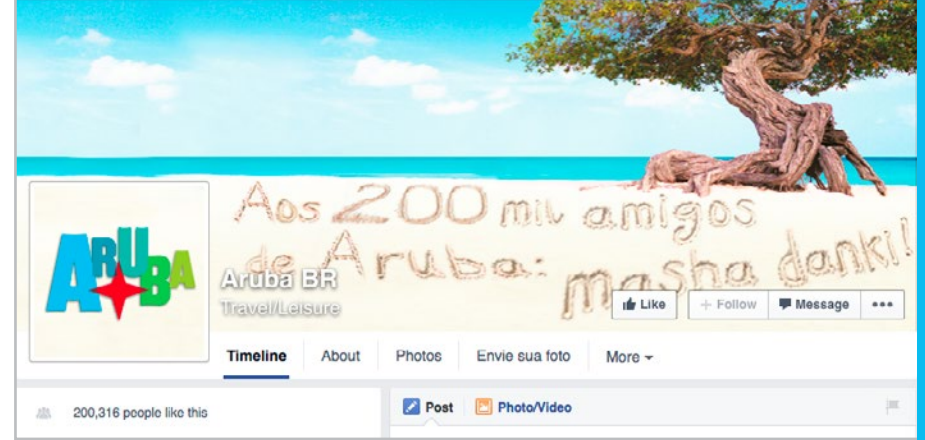 Aos 200 mil amigos
de Aruba: masha danki!
ARUBA
Aruba BR
Travel/Leisure
Like
+ Follow
Message
Timeline
About
Photos
Envie sua foto
More
200,316 people like this
Post
Photo/Video